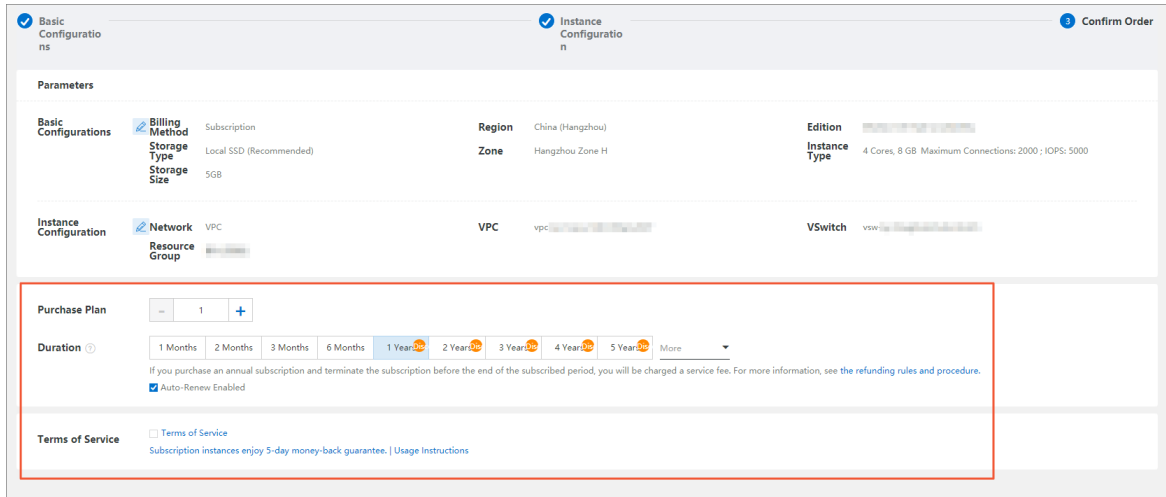 Basic
Configuratio
ns
Instance
Configuratio
n
3 Confirm Order
Parameters
Basic
Configurations
Billing
Method
Subscription
Region
China (Hangzhou)
Edition
Storage
Type
Local SSD (Recommended)
Zone
Hangzhou Zone H
Instance
Type
4 Cores, 8 GB Maximum Connections: 2000 ; IOPS: 5000
Storage
Size
5GB
Instance
Configuration
Network
VPC
VPC
vpc
VSwitch
vsw
Resource
Group
Purchase Plan
- 1 +
Duration ?
1 Months 2 Months 3 Months 6 Months 1 Years Dis 2 Years Dis 3 Years Dis 4 Years Dis 5 Years Dis More
If you purchase an annual subscription and terminate the subscription before the end of the subscribed period, you will be charged a service fee. For more information, see the refunding rules and procedure.
Auto-Renew Enabled
Terms of Service
Terms of Service
Subscription instances enjoy 5-day money-back guarantee. | Usage Instructions